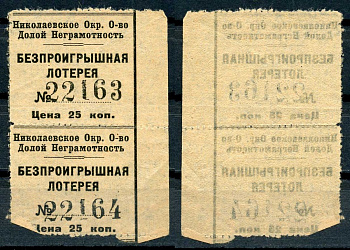 Николаевское Окр. О-во
Долой Неграмотность
БЕЗПРОИГРЫШНАЯ
ЛОТЕРЕЯ
№ 22163
Цена 25 коп.
Николаевское Окр. О-во
Долой Неграмотность
БЕЗПРОИГРЫШНАЯ
ЛОТЕРЕЯ
№ 22164
Цена 25 коп.